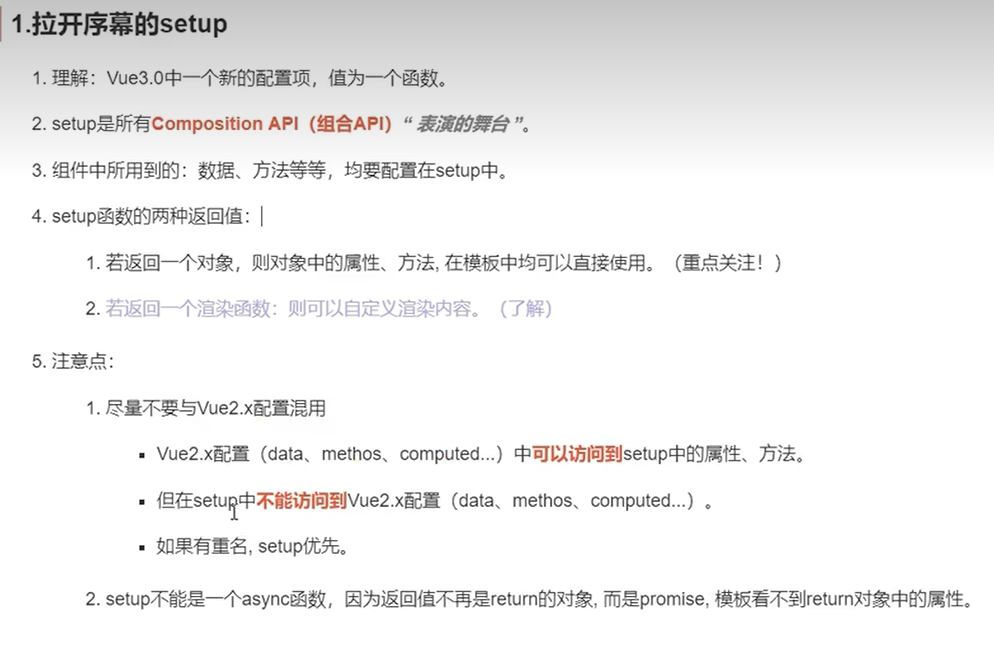 1.拉开序幕的setup
1. 理解：Vue3.0中一个新的配置项，值为一个函数。
2. setup是所有Composition API（组合API）“ 表演的舞台 ”。
3. 组件中所用到的：数据、方法等等，均要配置在setup中。
4. setup函数的两种返回值：
1. 若返回一个对象，则对象中的属性、方法, 在模板中均可以直接使用。（重点关注！）
2. 若返回一个渲染函数：则可以自定义渲染内容。（了解）
5. 注意点：
1. 尽量不要与Vue2.x配置混用
▪ Vue2.x配置（data、methos、computed...）中可以访问到setup中的属性、方法。
▪ 但在setup中不能访问到Vue2.x配置（data、methos、computed...）。
▪ 如果有重名, setup优先。
2. setup不能是一个async函数，因为返回值不再是return的对象, 而是promise, 模板看不到return对象中的属性。